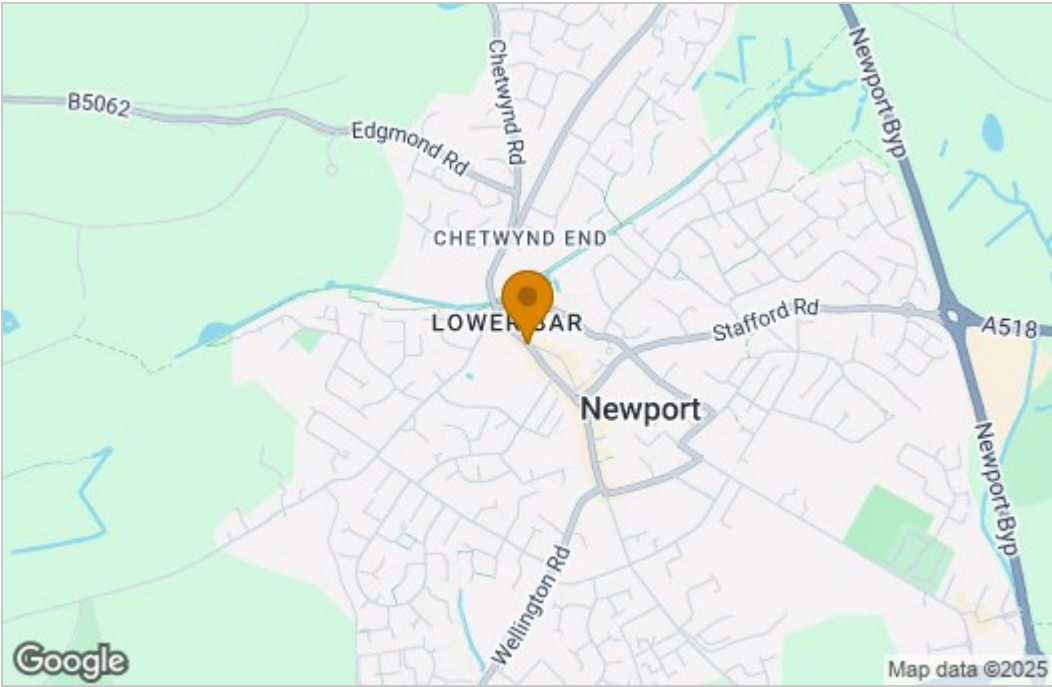 B5062
Edgmond Rd
Chetwynd Rd
Newport Byp
CHETWYND END
LOWER BAR
Stafford Rd
A518
Newport
Newport Byp
Wellington Rd
Google
Map data ©2025